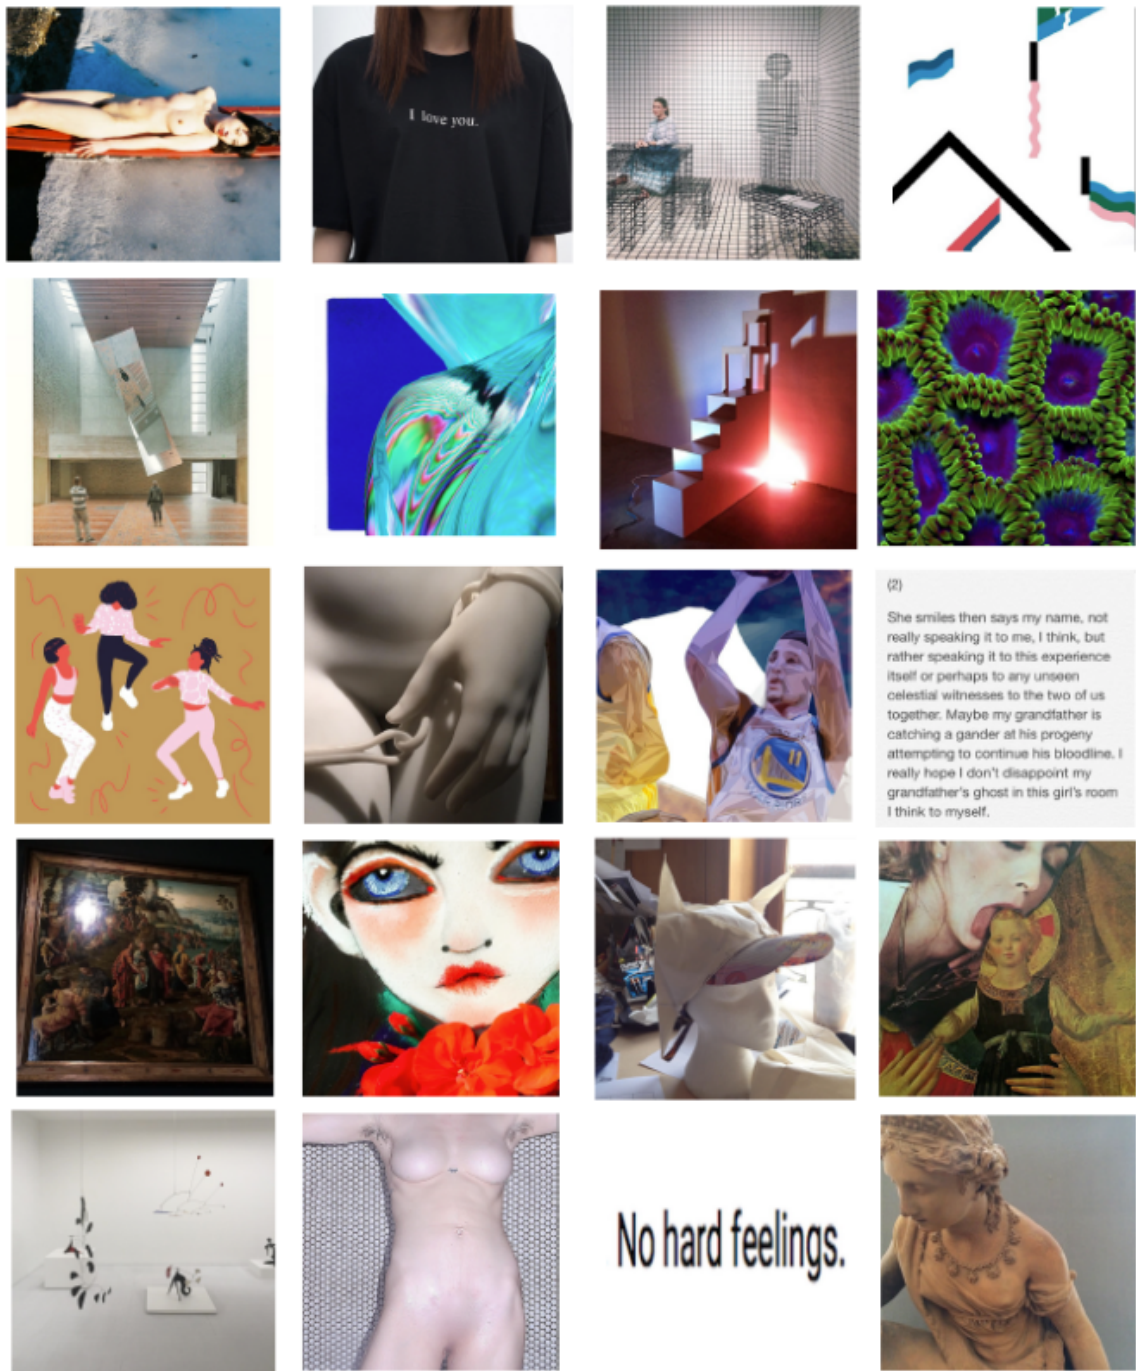 I love you.
11
{2}
She smiles then says my name, not
really speaking it to me, I think, but
rather speaking it to this experience
itself or perhaps to any unseen
celestial witnesses to the two of us
together. Maybe my grandfather is
catching a gander at his progeny
attempting to continue his bloodline. I
really hope I don't disappoint my
grandfather's ghost in this girl's room
I think to myself.
No hard feelings.